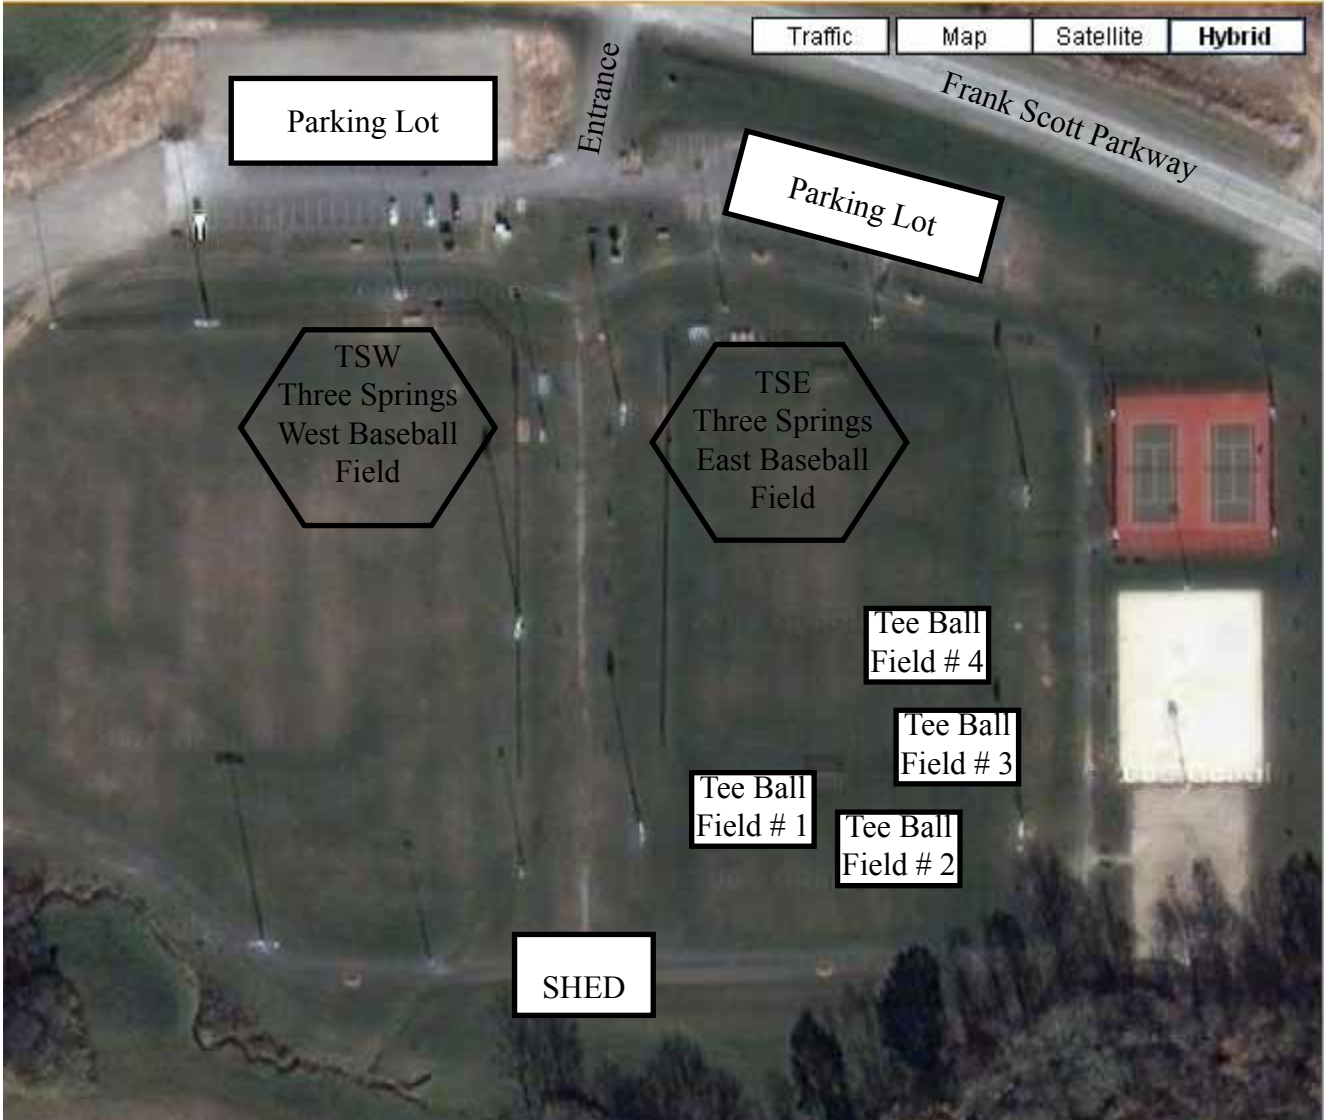 Traffic
Map
Satellite
Hybrid
Entrance
Frank Scott Parkway
Parking Lot
Parking Lot
TSW
Three Springs
West Baseball
Field
TSE
Three Springs
East Baseball
Field
Tee Ball
Field # 4
Tee Ball
Field # 3
Tee Ball
Field # 1
Tee Ball
Field # 2
SHED